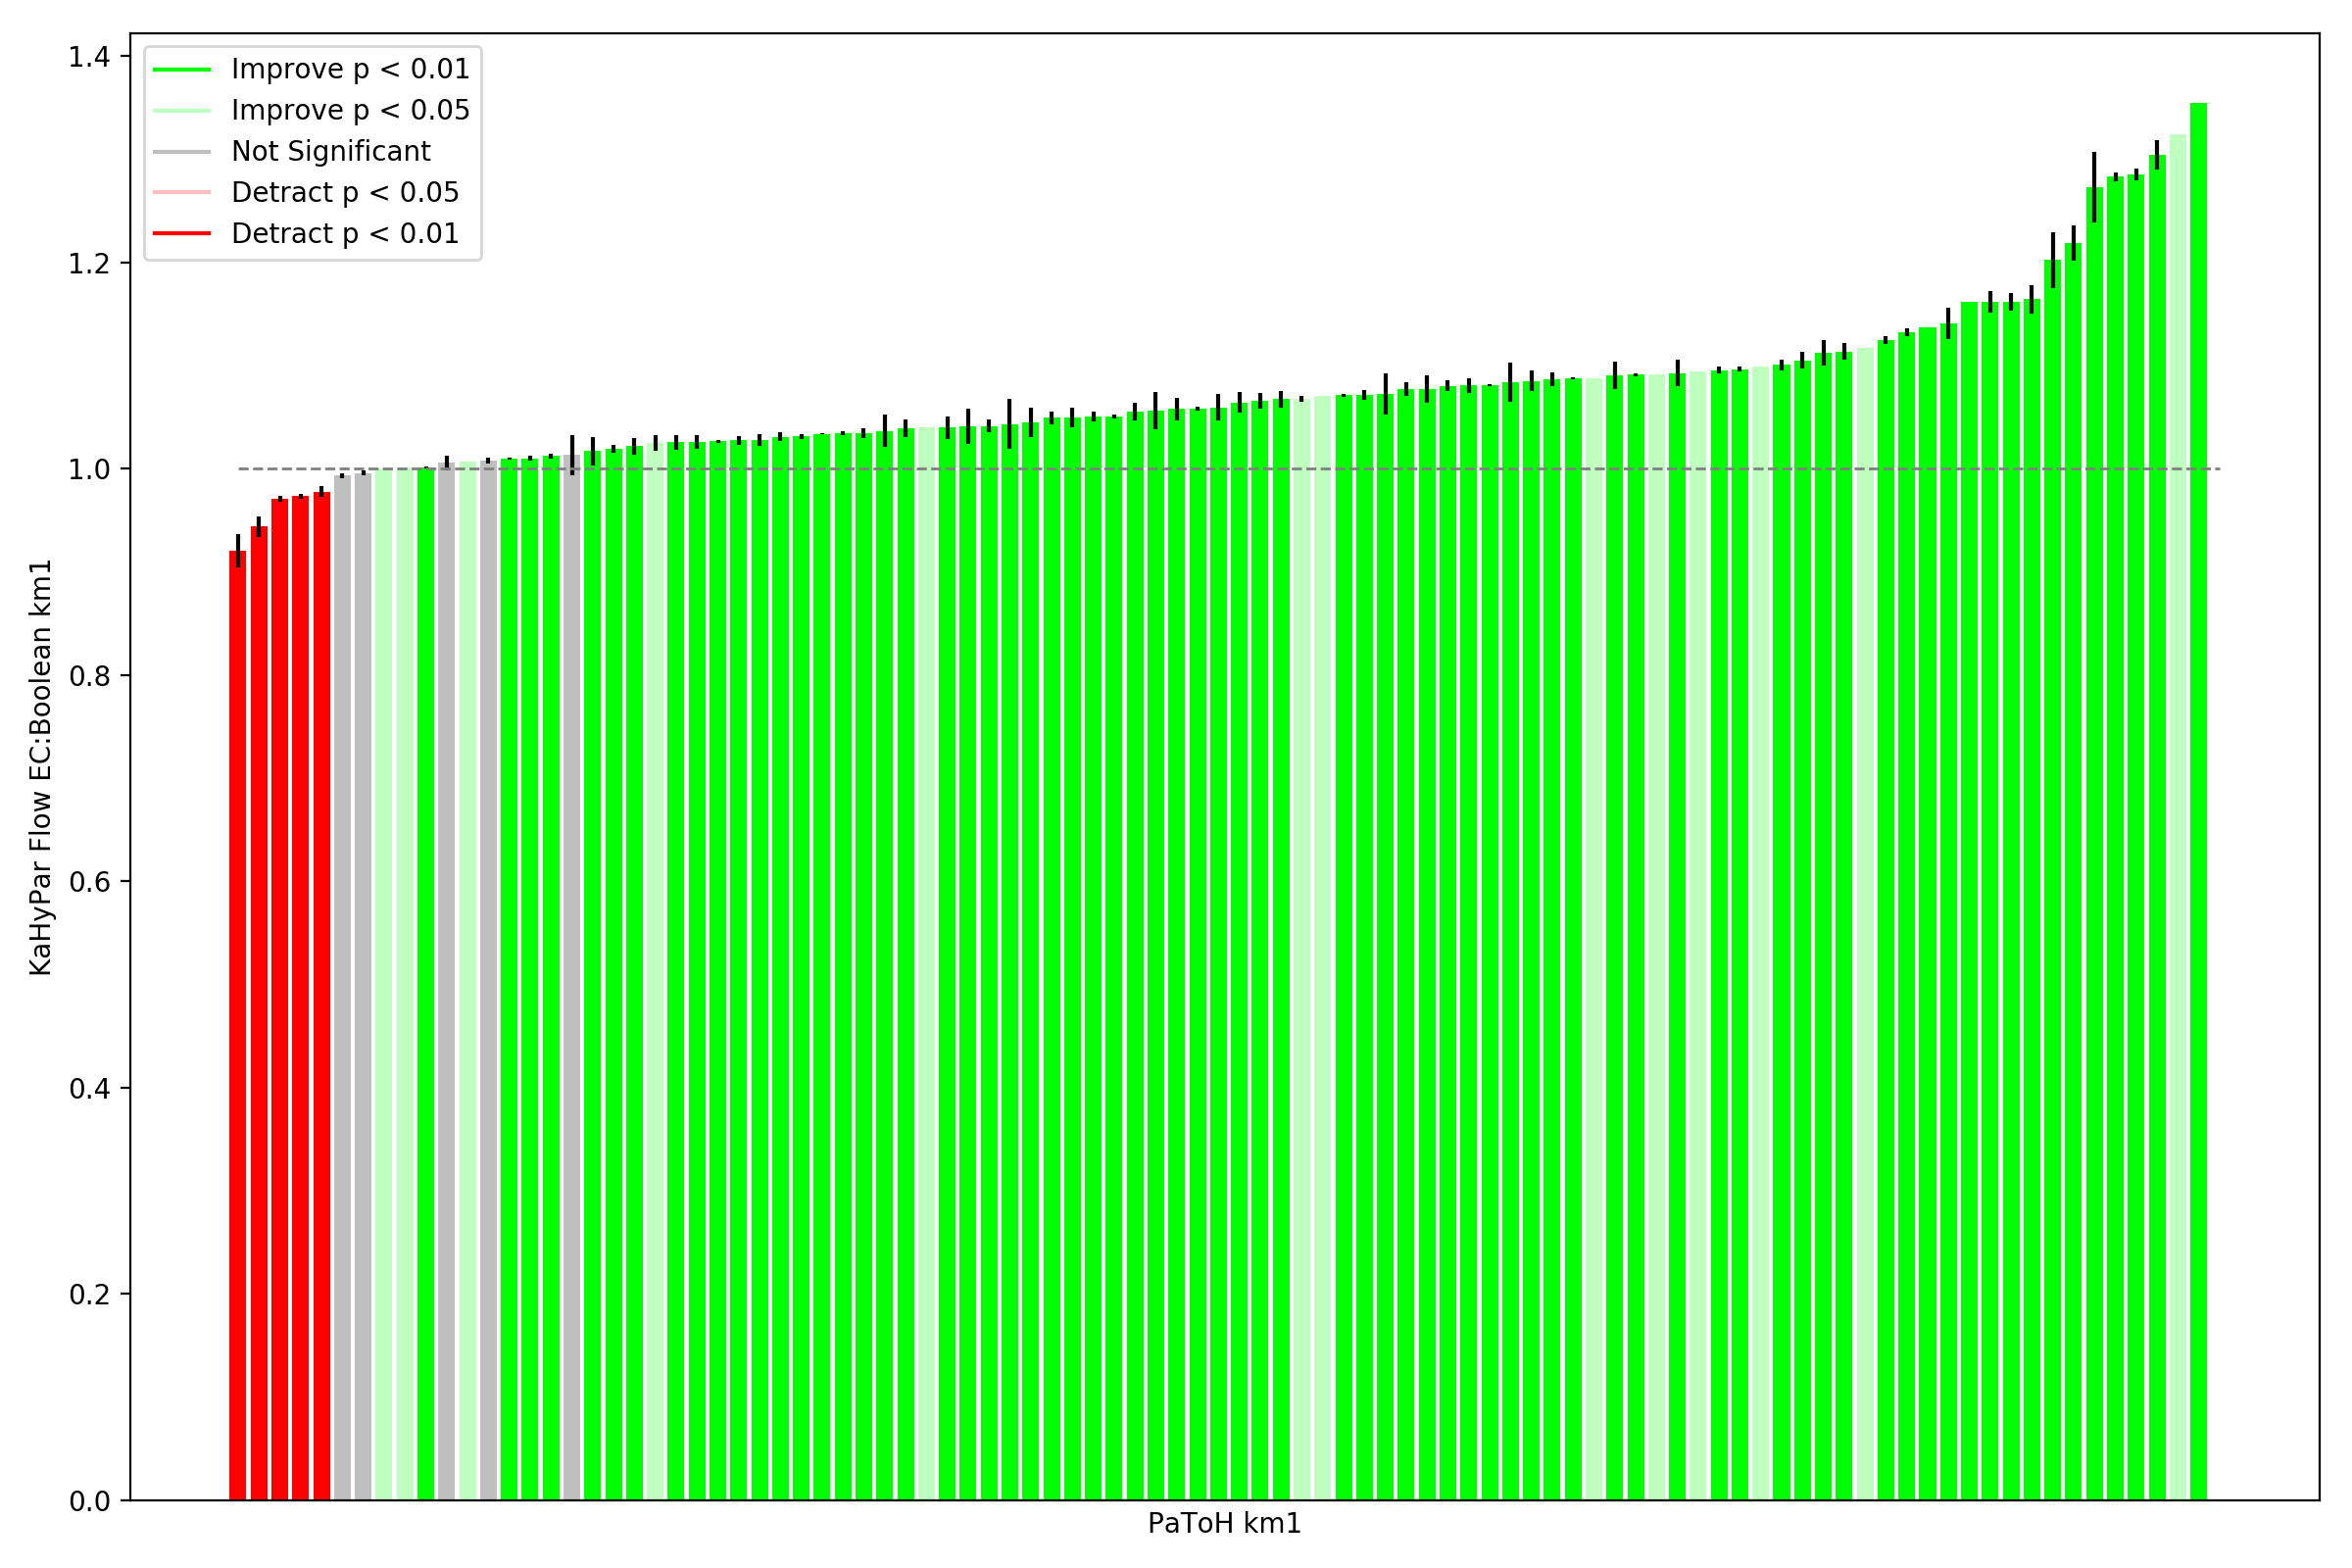 Improve p < 0.01
Improve p < 0.05
Not Significant
Detract p < 0.05
Detract p < 0.01
1.4
1.2
1.0
0.8
0.6
0.4
0.2
0.0
KaHyPar Flow EC:Boolean km1
PaToH km1